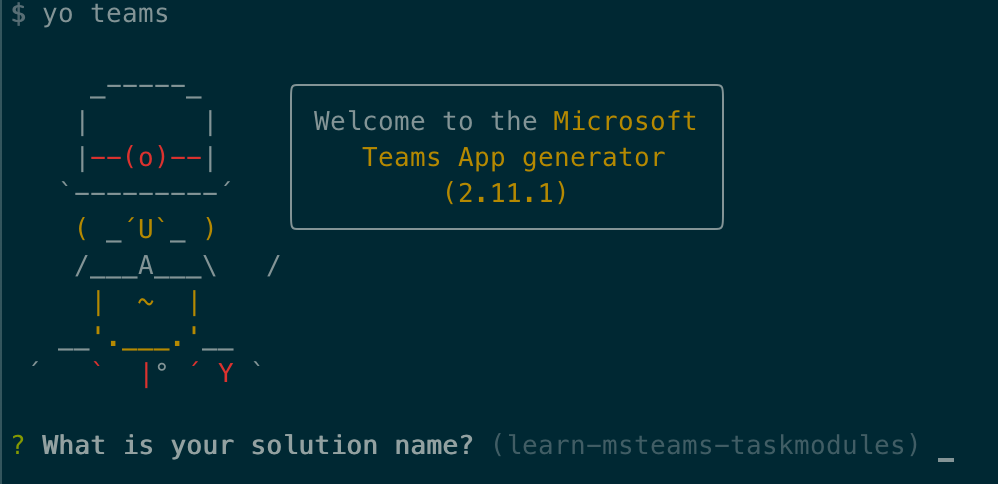 $ yo teams
     _-----_
    |       |
    |--(o)--|
   `---------´
    ( _´U`_ )
    /___A___\   /
     |  ~  |
   __'.___.'__
 ´   `  |° ´ Y `
Welcome to the Microsoft
Teams App generator
(2.11.1)
? What is your solution name? (learn-msteams-taskmodules) _